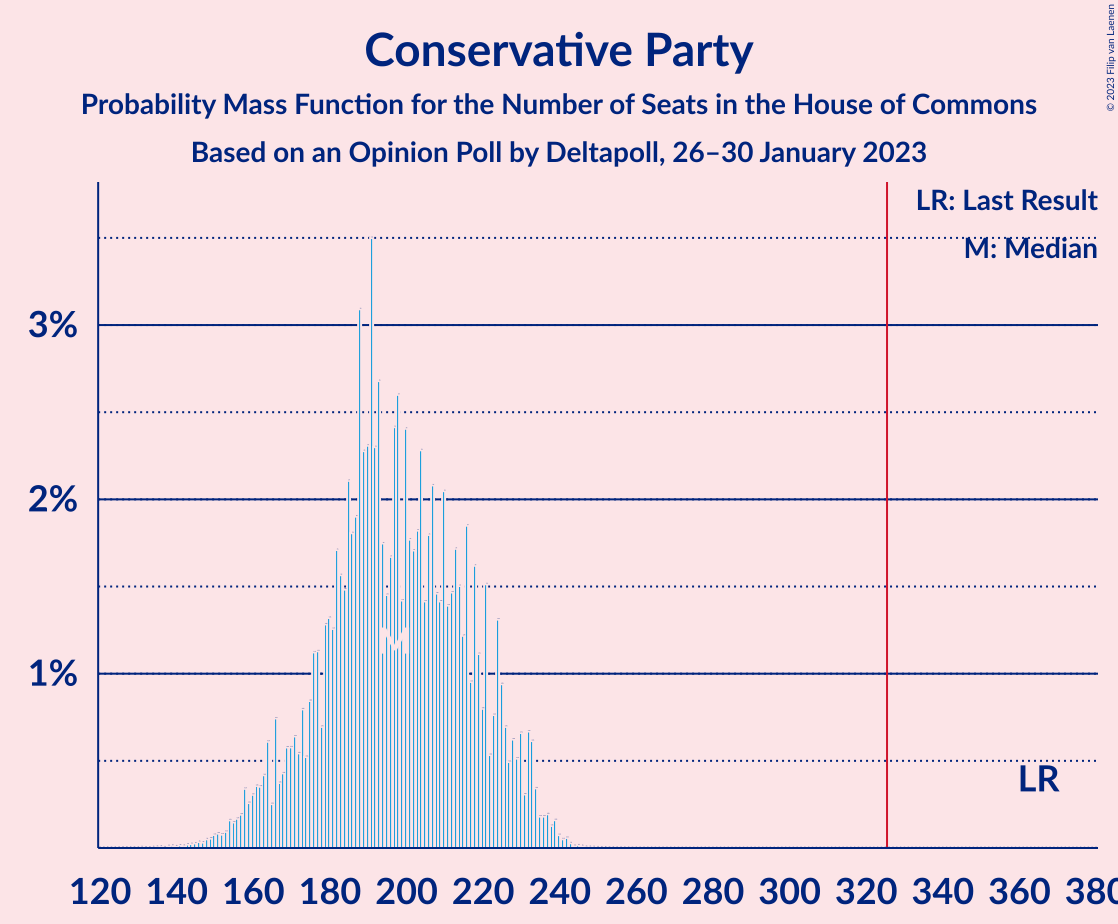 Conservative Party
Probability Mass Function for the Number of Seats in the House of Commons
Based on an Opinion Poll by Deltapoll, 26–30 January 2023
© 2023 Filip van Laenen
LR: Last Result
M: Median
3%
2%
1%
M
LR
120 140 160 180 200 220 240 260 280 300 320 340 360 380